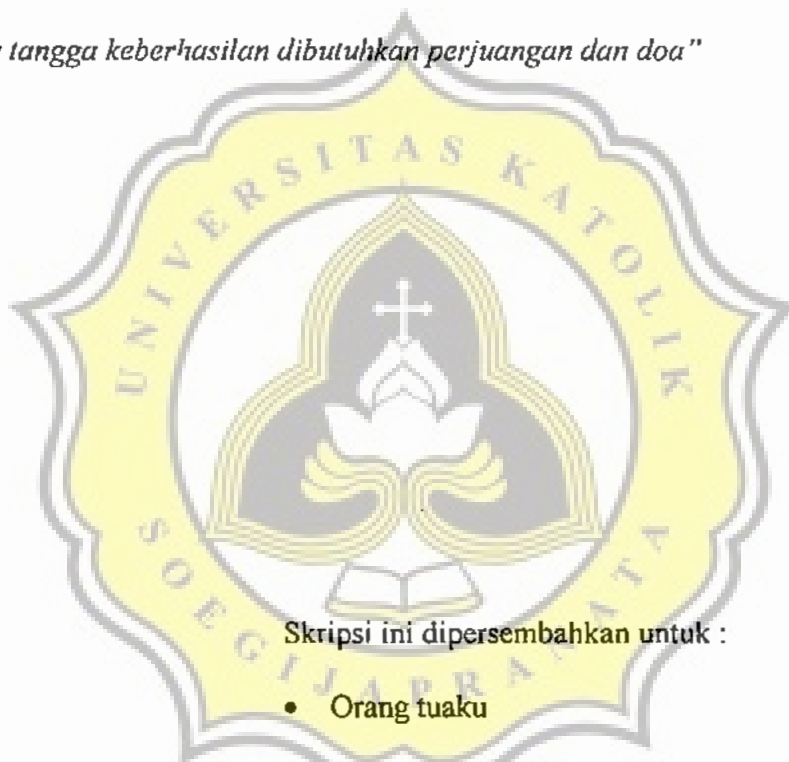 tangga keberhasilan dibutuhkan perjuangan dan doa”
UNIVERSITAS KATOLIK
SOEGIJAPRANATA
Skripsi ini dipersembahkan untuk :
• Orang tuaku